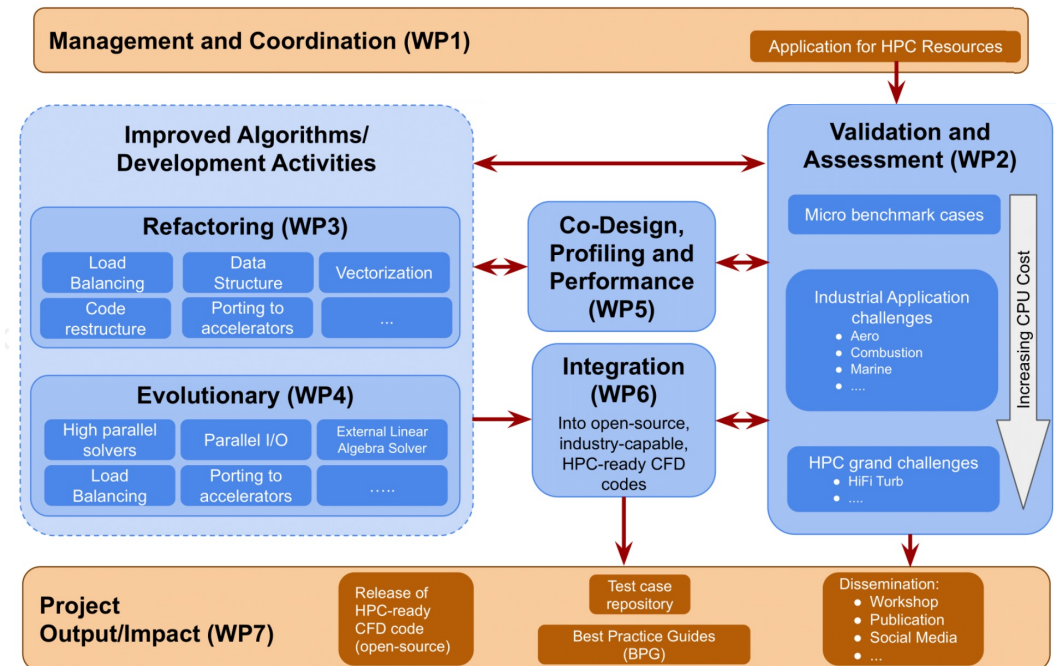 Management and Coordination (WP1)
Application for HPC Resources
Improved Algorithms/
Development Activities
Refactoring (WP3)
Load
Balancing
Data
Structure
Vectorization
Code
restructure
Porting to
accelerators
...
Evolutionary (WP4)
High parallel
solvers
Parallel I/O
External Linear
Algebra Solver
Load
Balancing
Porting to
accelerators
.....
Co-Design,
Profiling and
Performance
(WP5)
Integration
(WP6)
Into open-source,
industry-capable,
HPC-ready CFD
codes
Validation and
Assessment (WP2)
Micro benchmark cases
Industrial Application
challenges
● Aero
● Combustion
● Marine
● ....
HPC grand challenges
● HiFi Turb
● ....
Increasing CPU Cost
Project
Output/Impact (WP7)
Release of
HPC-ready
CFD code
(open-source)
Test case
repository
Best Practice Guides
(BPG)
Dissemination:
● Workshop
● Publication
● Social Media
● ...